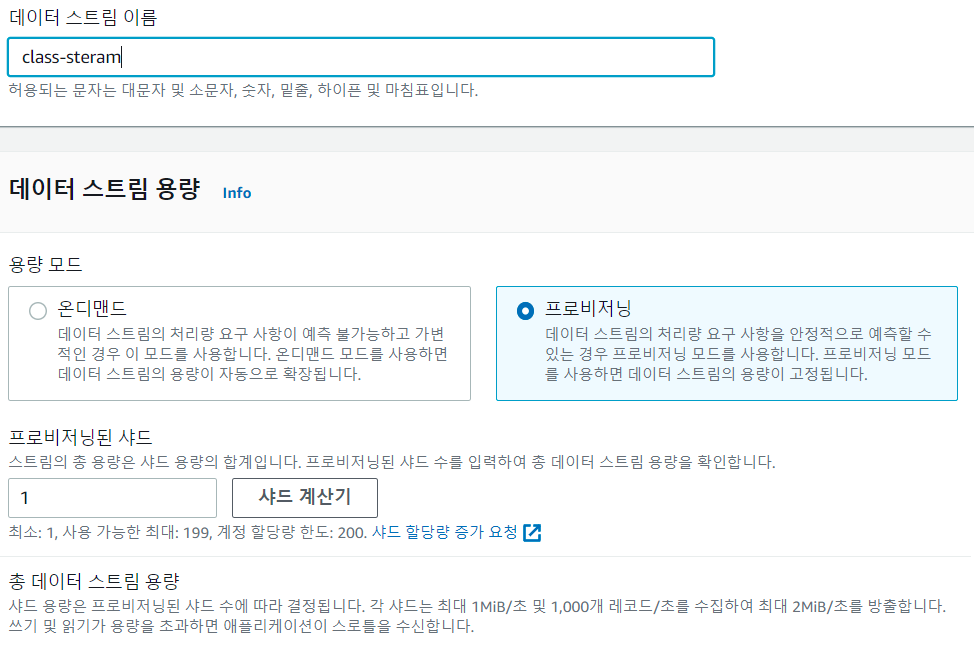 데이터 스트림 이름
class-steram
허용되는 문자는 대문자 및 소문자, 숫자, 밑줄, 하이픈 및 마침표입니다.
데이터 스트림 용량 Info
용량 모드
온디맨드
데이터 스트림의 처리량 요구 사항이 예측 불가능하고 가변
적인 경우 이 모드를 사용합니다. 온디맨드 모드를 사용하면
데이터 스트림의 용량이 자동으로 확장됩니다.
프로비저닝
데이터 스트림의 처리량 요구 사항을 안정적으로 예측할 수
있는 경우 프로비저닝 모드를 사용합니다. 프로비저닝 모드
를 사용하면 데이터 스트림의 용량이 고정됩니다.
프로비저닝된 샤드
스트림의 총 용량은 샤드 용량의 합계입니다. 프로비저닝된 샤드 수를 입력하여 총 데이터 스트림 용량을 확인합니다.
1 샤드 계산기
최소: 1, 사용 가능한 최대: 199, 계정 할당량 한도: 200. 샤드 할당량 증가 요청
총 데이터 스트림 용량
샤드 용량은 프로비저닝된 샤드 수에 따라 결정됩니다. 각 샤드는 최대 1MiB/초 및 1,000개 레코드/초를 수집하여 최대 2MiB/초를 방출합니다.
쓰기 및 읽기가 용량을 초과하면 애플리케이션이 스로틀을 수신합니다.